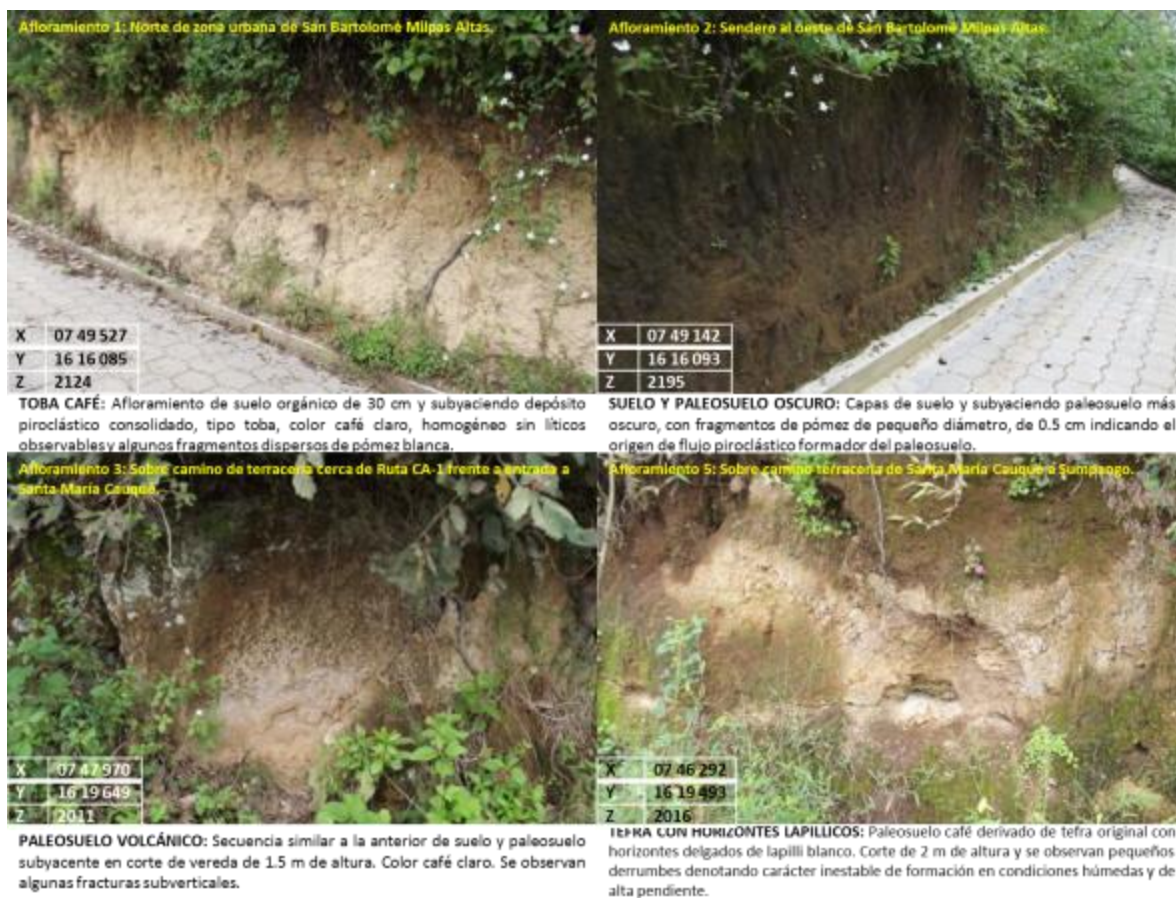 Afloramiento 1: Norte de zona urbana de San Bartolomé Milpas Altas.
X 07 49 527
Y 16 16 085
Z 2124
TOBA CAFÉ: Afloramiento de suelo orgánico de 30 cm y subyaciendo depósito
piroclástico consolidado, tipo toba, color café claro, homogéneo sin líticos
observables y algunos fragmentos dispersos de pómez blanca.
Afloramiento 2: Sendero al oeste de San Bartolomé Milpas Altas.
X 07 49 142
Y 16 16 093
Z 2195
SUELO Y PALEOSUELO OSCURO: Capas de suelo y subyaciendo paleosuelo más
oscuro, con fragmentos de pómez de pequeño diámetro, de 0.5 cm indicando el
origen de flujo piroclástico formador del paleosuelo.
Afloramiento 3: Sobre camino de terracería cerca de Ruta CA-1 frente a entrada a
Santa María Cauqué.
X 07 47 970
Y 16 19 649
Z 2011
PALEOSUELO VOLCÁNICO: Secuencia similar a la anterior de suelo y paleosuelo
subyacente en corte de vereda de 1.5 m de altura. Color café claro. Se observan
algunas fracturas subverticales.
Afloramiento 5: Sobre camino terracería de Santa María Cauqué a Sumpango.
X 07 46 292
Y 16 19 493
Z 2016
TEFRA CON HORIZONTES LAPILLICOS: Paleosuelo café derivado de tefra original con
horizontes delgados de lapilli blanco. Corte de 2 m de altura y se observan pequeños
derrumbes denotando carácter inestable de formación en condiciones húmedas y de
alta pendiente.